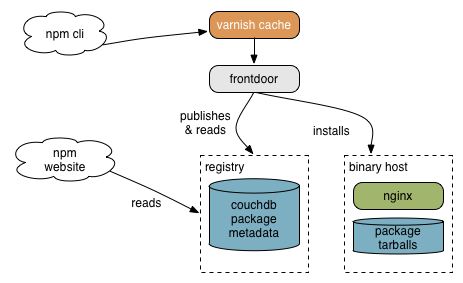 varnish cache
npm cli
frontdoor
publishes
& reads
installs
npm
website
registry
binary host
reads
couchdb
package
metadata
nginx
package
tarballs